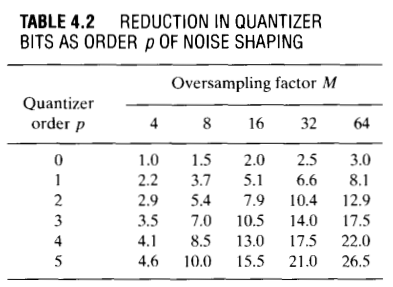 TABLE 4.2 REDUCTION IN QUANTIZER
BITS AS ORDER p OF NOISE SHAPING
Oversampling factor M
Quantizer
order p 4 8 16 32 64
0 1.0 1.5 2.0 2.5 3.0
1 2.2 3.7 5.1 6.6 8.1
2 2.9 5.4 7.9 10.4 12.9
3 3.5 7.0 10.5 14.0 17.5
4 4.1 8.5 13.0 17.5 22.0
5 4.6 10.0 15.5 21.0 26.5